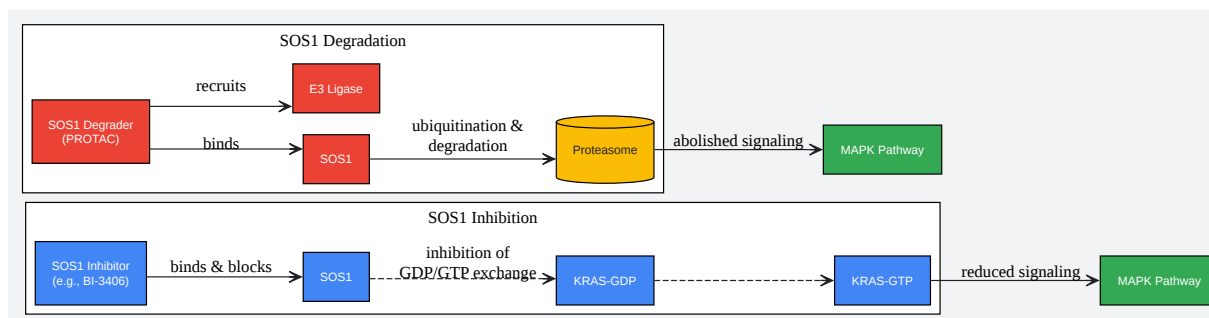 SOS1 Degradation
recruits
E3 Ligase
SOS1 Degrader
(PROTAC)
binds
SOS1
ubiquitination &
degradation
Proteasome
abolished signaling
MAPK Pathway
SOS1 Inhibition
SOS1 Inhibitor
(e.g., BI-3406)
binds & blocks
SOS1
inhibition of
GDP/GTP exchange
KRAS-GDP
KRAS-GTP
reduced signaling
MAPK Pathway